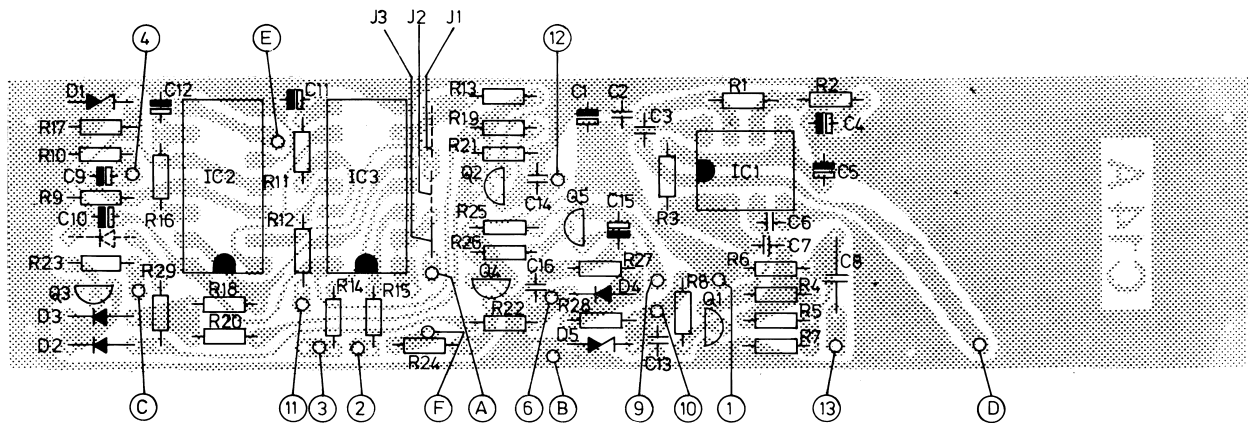 J3 J2 J1
4 E 12
D1 C12 C11 R13 C1 C2 C3 R1 R2
R17 R19 C4
R10 R21
C9 IC2 R11 IC3 Q2 C14 R3 IC1 C5
R9 Q5
C10 R16 R12 R25 C15 C6
R26 C7
R23 R29 C16 R27 R6 C8
Q3 R18 R14 R15 Q4 D4 R8 Q1 R4
D3 R20 R22 R28 R5
D2 R24 D5 C13 R7
C 11 3 2 F A 6 B 9 10 1 13 D